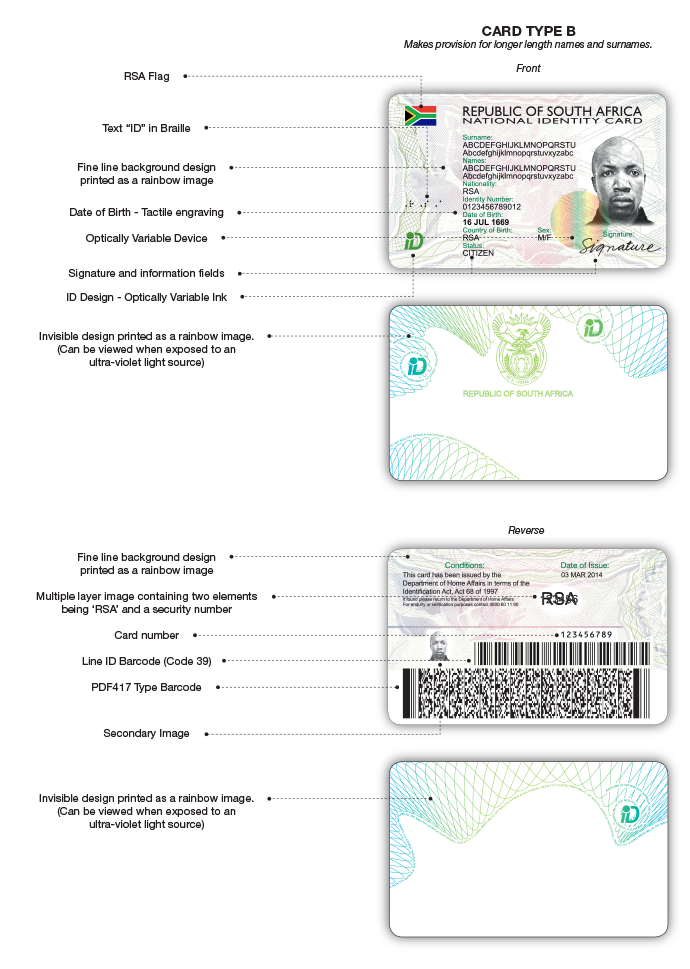 CARD TYPE B
Makes provision for longer length names and surnames.
Front
RSA Flag
Text “ID” in Braille
Fine line background design
printed as a rainbow image
Date of Birth - Tactile engraving
Optically Variable Device
Signature and information fields
ID Design - Optically Variable Ink
REPUBLIC OF SOUTH AFRICA
NATIONAL IDENTITY CARD
Surname:
ABCDEFGHIJKLMNOPQRSTU
Abcdefghijklmnopqrstuvxyzabc
Names:
ABCDEFGHIJKLMNOPQRSTU
Abcdefghijklmnopqrstuvxyzabc
Nationality:
RSA
Identity Number:
0123456789012
Date of Birth:
16 JUL 1669
Country of Birth:
RSA
Sex:
M/F
Status:
CITIZEN
Signature:
Signature
iD
Invisible design printed as a rainbow image.
(Can be viewed when exposed to an
ultra-violet light source)
iD
iD
REPUBLIC OF SOUTH AFRICA
Reverse
Fine line background design
printed as a rainbow image
Multiple layer image containing two elements
being ‘RSA’ and a security number
Card number
Line ID Barcode (Code 39)
PDF417 Type Barcode
Secondary Image
Conditions:
This card has been issued by the
Department of Home Affairs in terms of the
Identification Act, Act 68 of 1997
If found please return to the Department of Home Affairs
For enquiry or verification purposes contact 0800 60 11 90
Date of Issue:
03 MAR 2014
RSA
123456789
Invisible design printed as a rainbow image.
(Can be viewed when exposed to an
ultra-violet light source)
iD